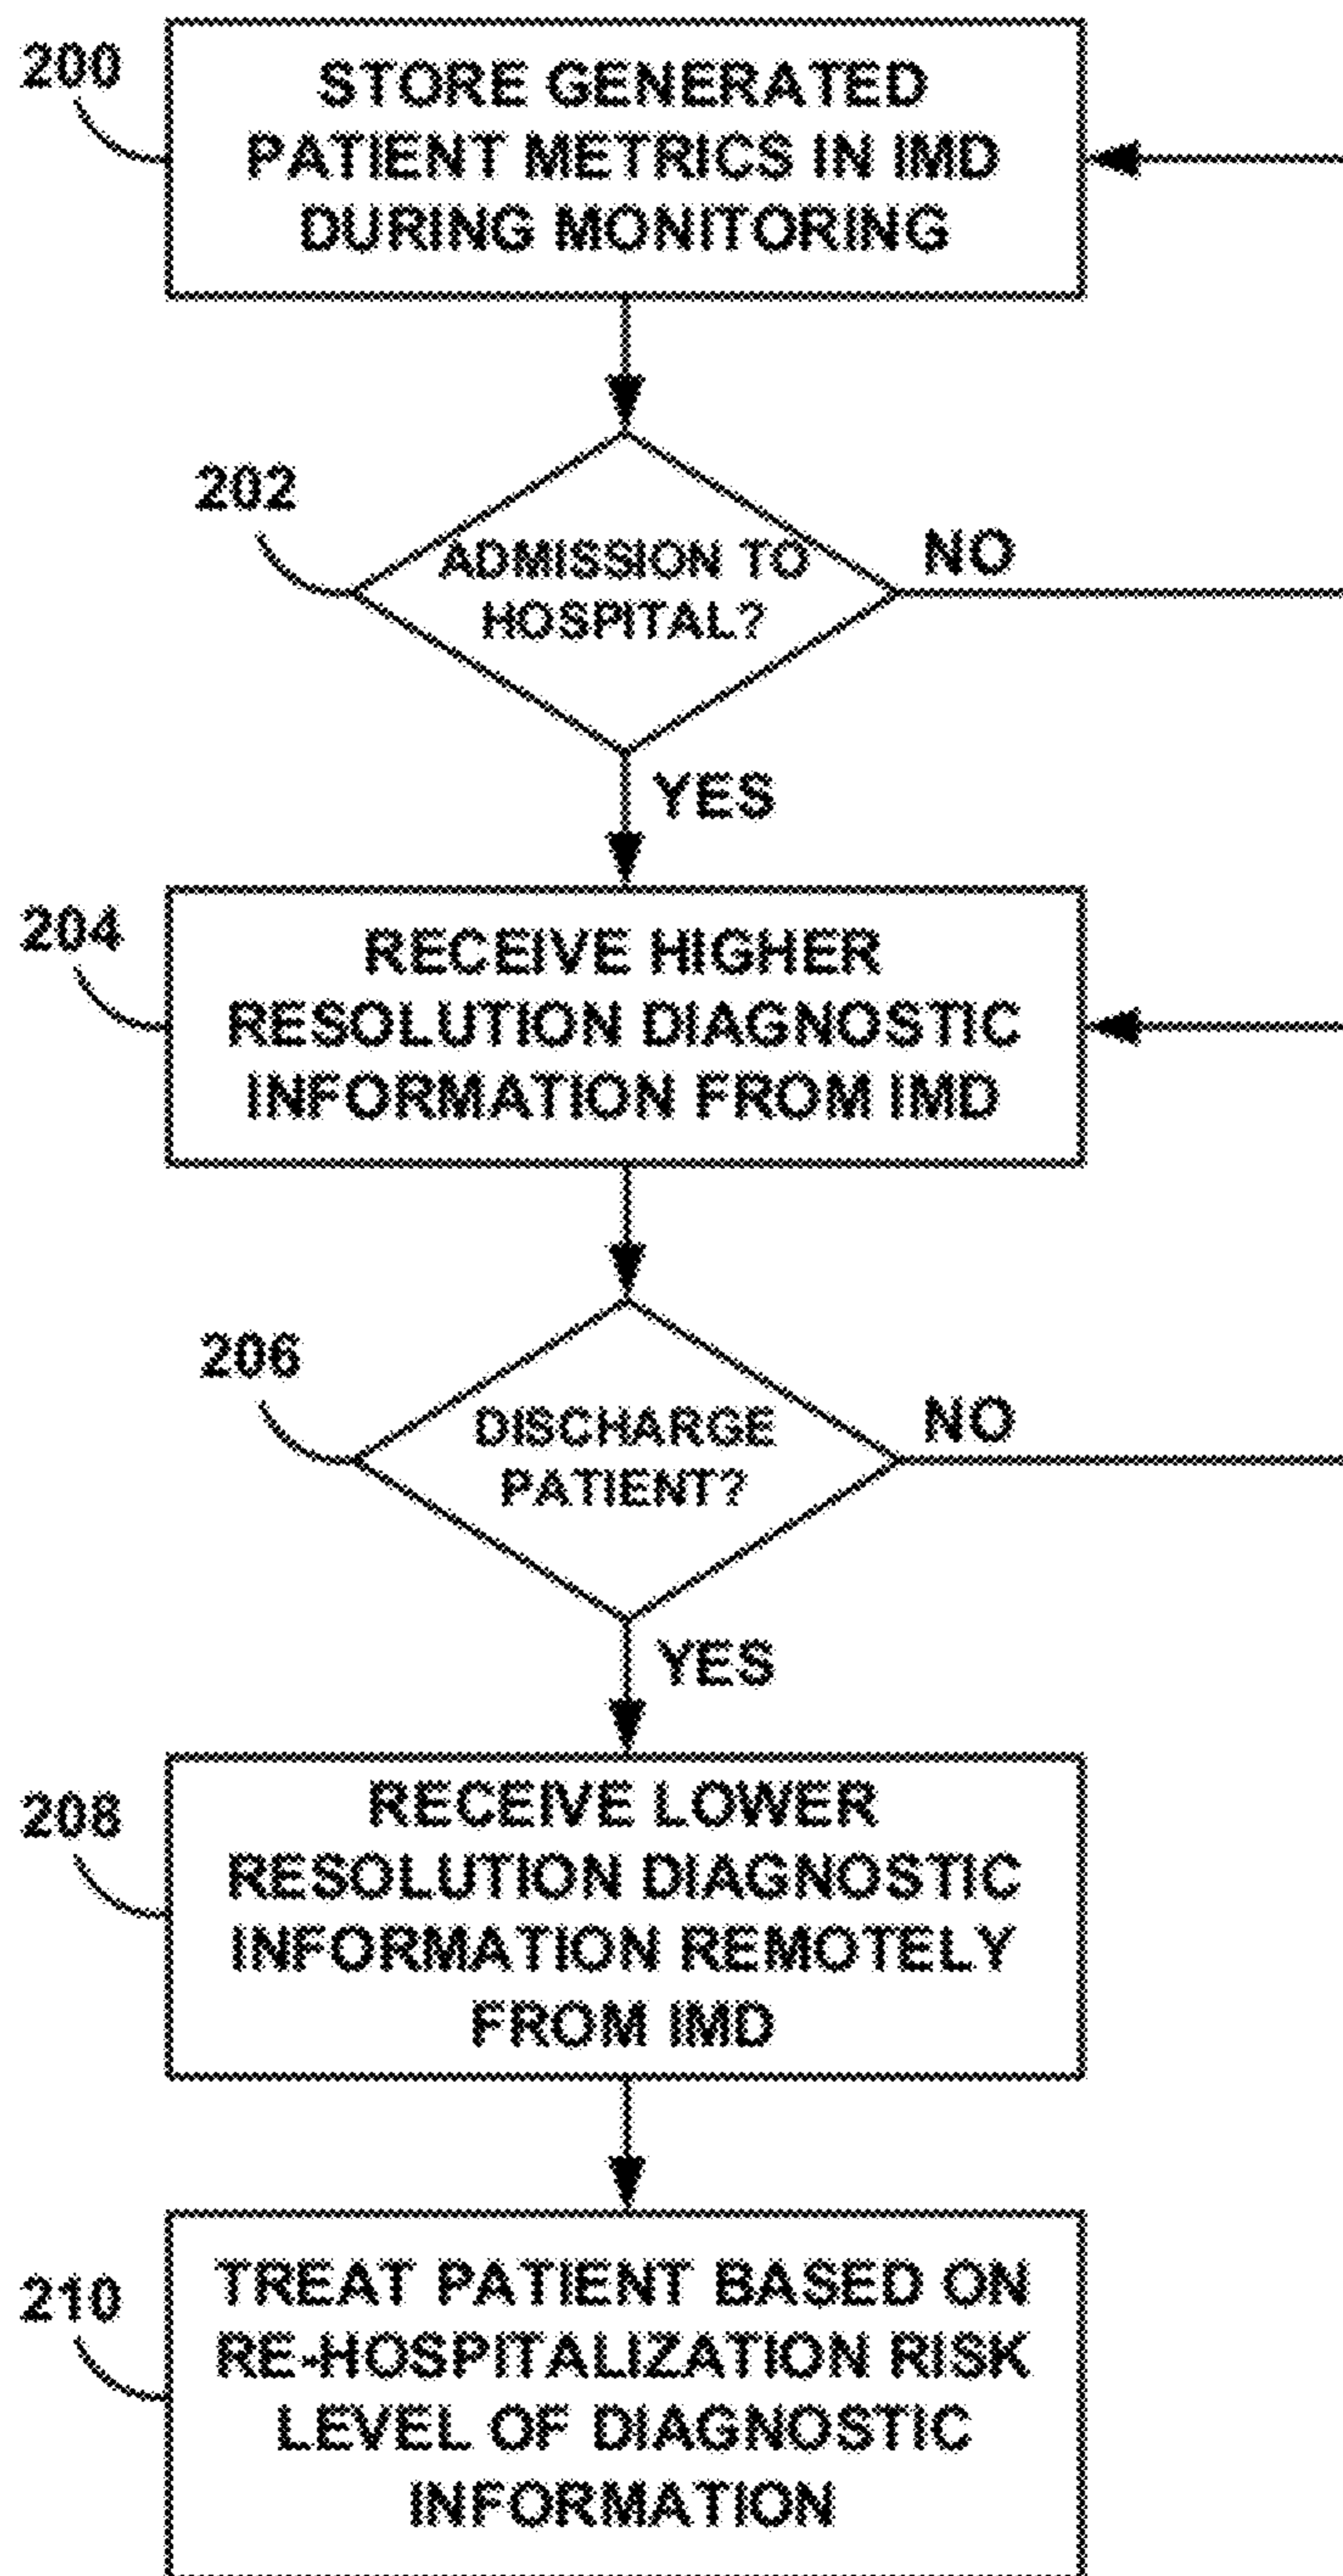 200
STORE GENERATED
PATIENT METRICS IN IMD
DURING MONITORING
202
ADMISSION TO
HOSPITAL?
NO
YES
204
RECEIVE HIGHER
RESOLUTION DIAGNOSTIC
INFORMATION FROM IMD
206
DISCHARGE
PATIENT?
NO
YES
208
RECEIVE LOWER
RESOLUTION DIAGNOSTIC
INFORMATION REMOTELY
FROM IMD
210
TREAT PATIENT BASED ON
RE-HOSPITALIZATION RISK
LEVEL OF DIAGNOSTIC
INFORMATION